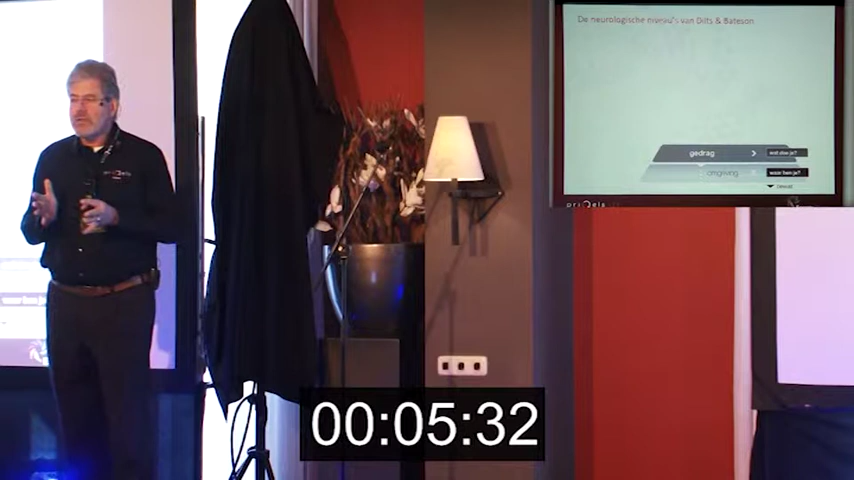 De neurologische niveau's van Dilts & Bateson
gedrag
wat doe je?
omgeving
waar ben je?
00:05:32